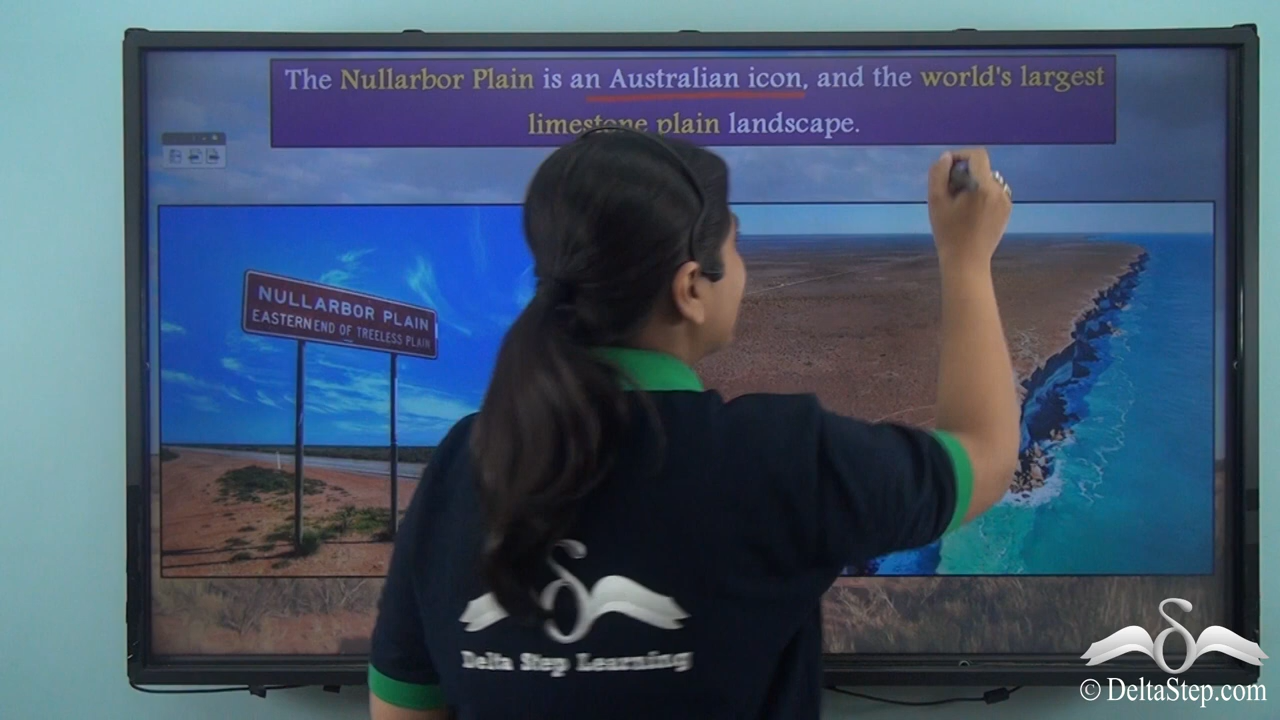 The Nullarbor Plain is an Australian icon, and the world's largest
limestone plain landscape.
NULLARBOR PLAIN
EASTERN END OF TREELESS PLAIN
Delta Step Learning
© DeltaStep.com